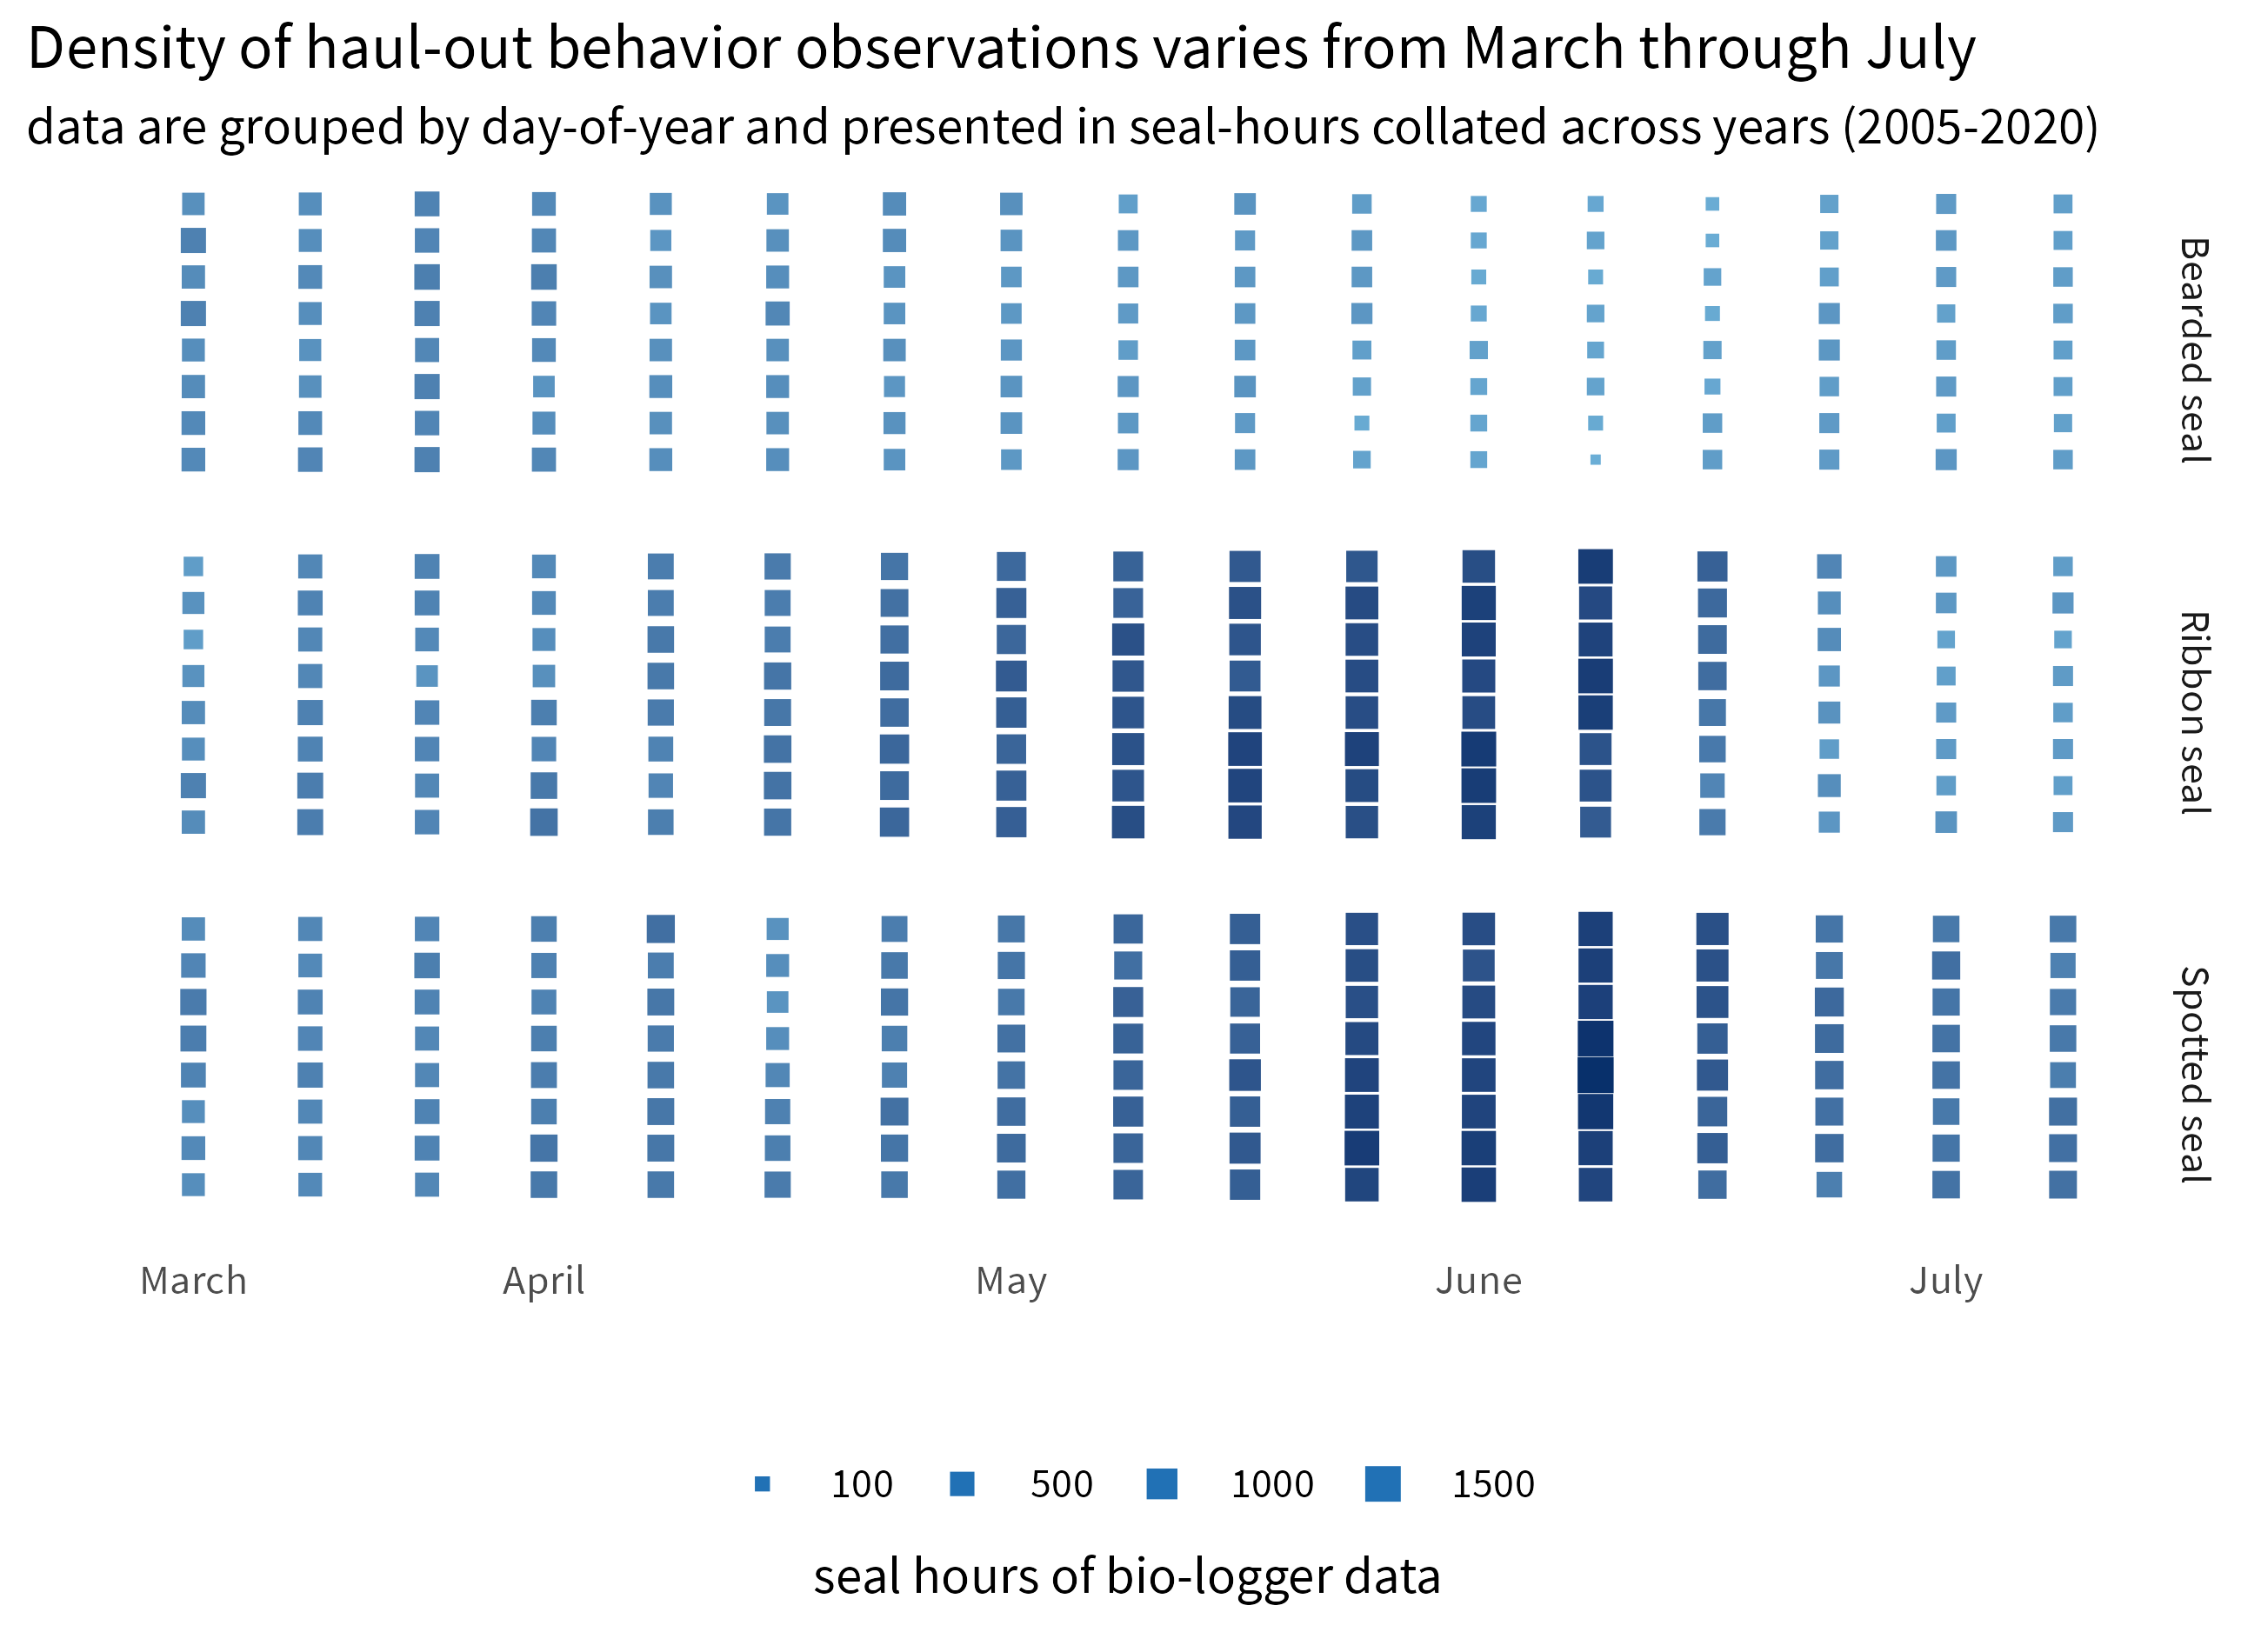 Density of haul-out behavior observations varies from March through July
data are grouped by day-of-year and presented in seal-hours collated across years (2005-2020)
Bearded seal
Ribbon seal
Spotted seal
March April May June July
100 500 1000 1500
seal hours of bio-logger data